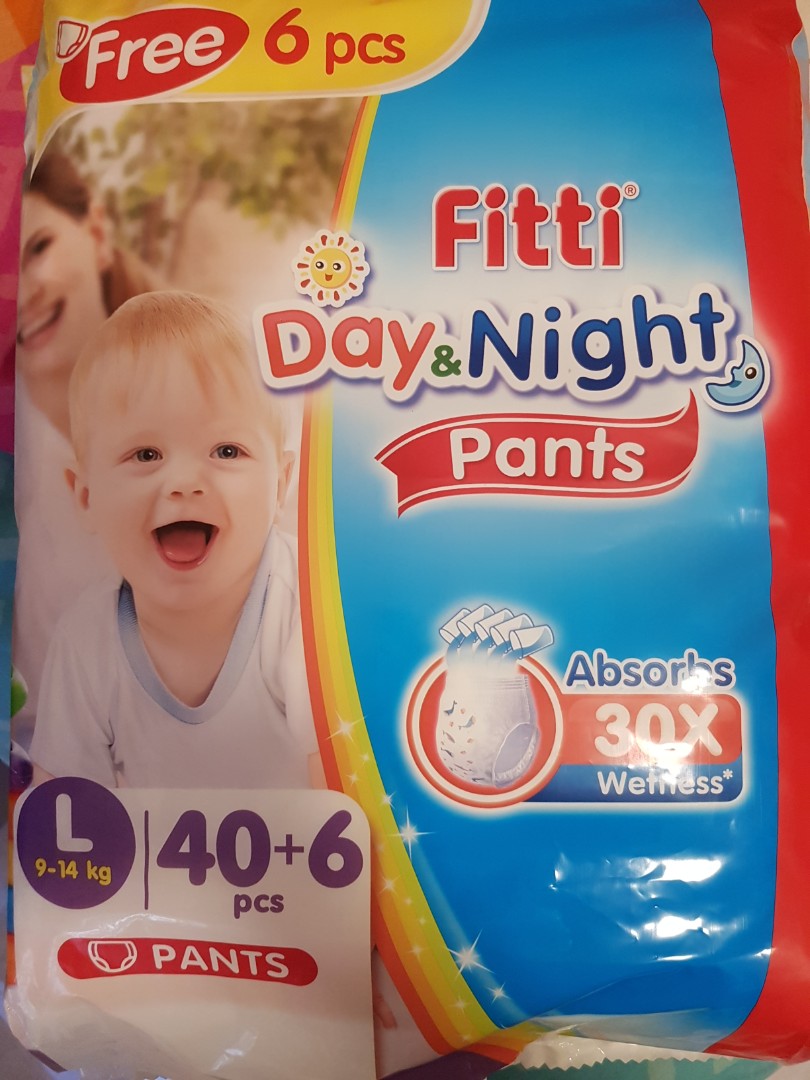 Free 6 pcs
Fitti®
Day & Night
Pants
Absorbs
30X
Wetness*
L
9-14 kg
40+6
pcs
PANTS